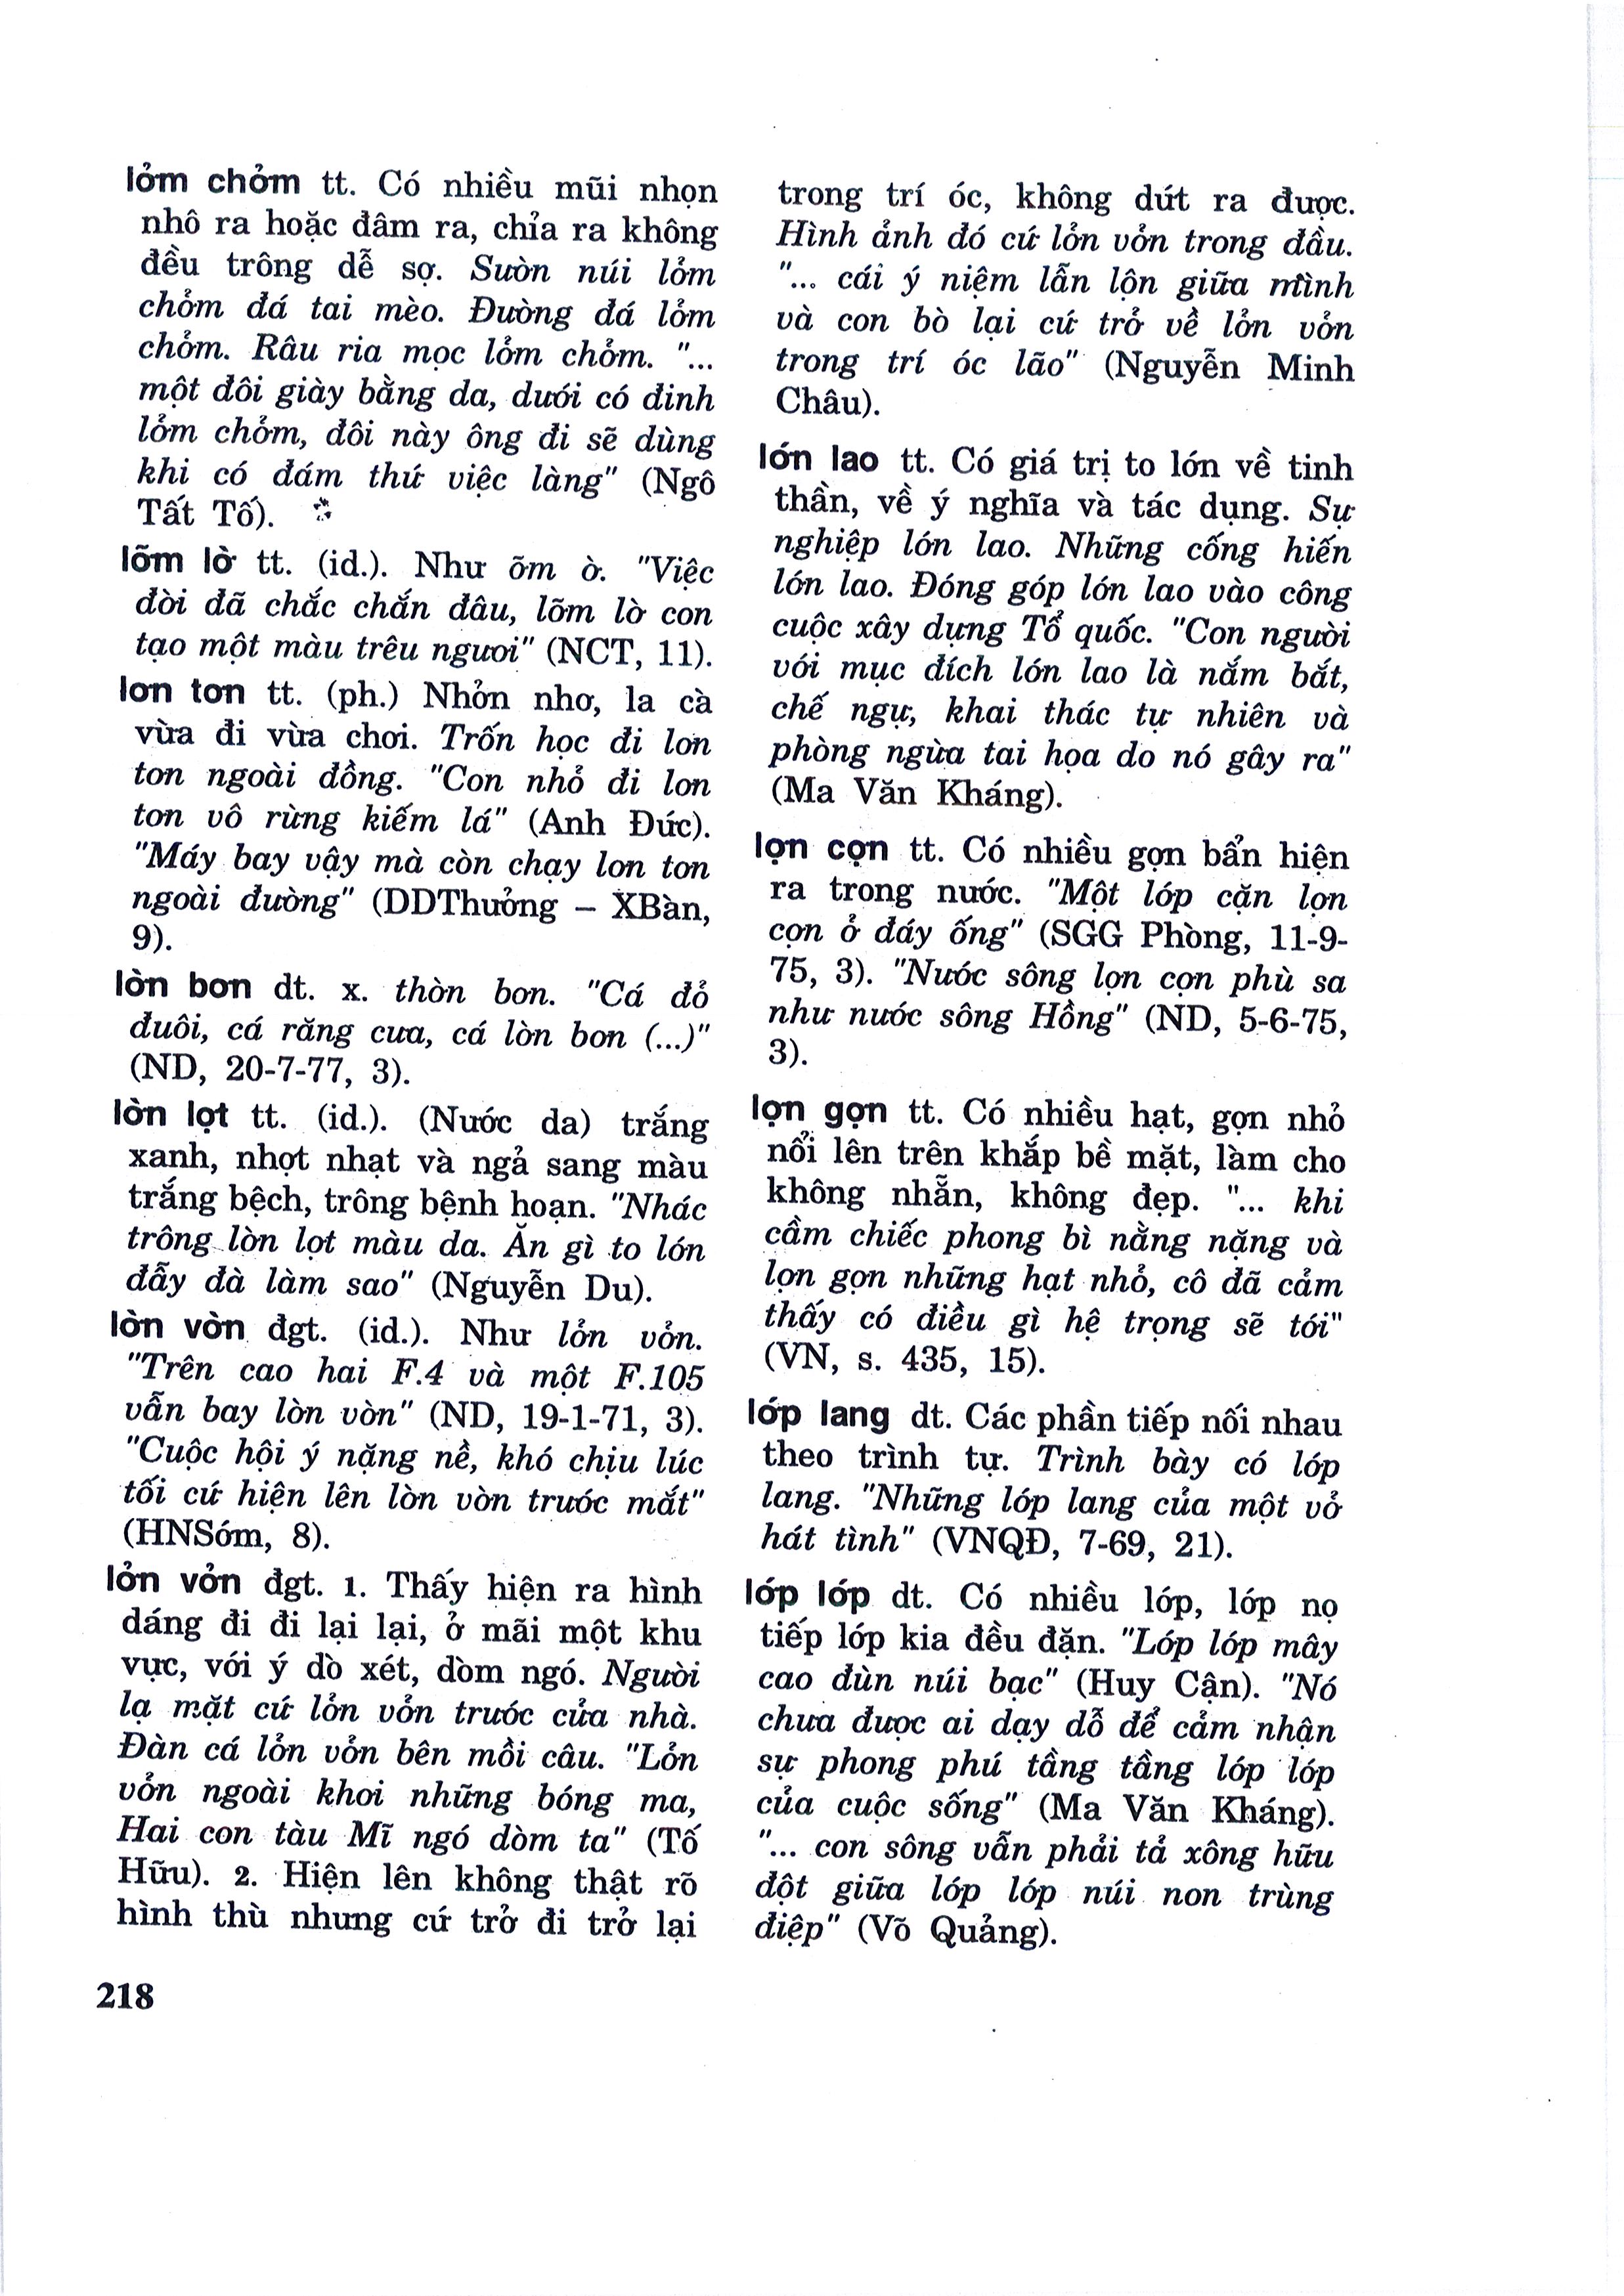 lởm chởm tt. Có nhiều mũi nhọn
nhô ra hoặc đâm ra, chỉa ra không
đều trông dễ sợ. Sườn núi lởm
chởm đá tai mèo. Đường đá lởm
chởm. Râu ria mọc lởm chởm. "...
một đôi giày bằng da, dưới có đinh
lởm chởm, đôi này ông đi sẽ dùng
khi có đám thứ việc làng" (Ngô
Tất Tố).
lỡm lờ tt. (id.). Như õm ờ. "Việc
đời đã chắc chắn đâu, lỡm lờ con
tạo một màu trêu ngươi" (NCT, 11).
lơn tơn tt. (ph.) Nhởn nhơ, la cà
vừa đi vừa chơi. Trốn học đi lơn
tơn ngoài đồng. "Con nhỏ đi lơn
tơn vô rừng kiếm lá" (Anh Đức).
"Máy bay vậy mà còn chạy lơn tơn
ngoài đường" (DDThưởng – XBàn,
9).
lờn bơn dt. x. thờn bơn. "Cá đỏ
đuôi, cá răng cưa, cá lờn bơn (...)"
(ND, 20-7-77, 3).
lờn lợt tt. (id.). (Nước da) trắng
xanh, nhợt nhạt và ngả sang màu
trắng bệch, trông bệnh hoạn. "Nhác
trông lờn lợt màu da. Ăn gì to lớn
đẫy đà làm sao" (Nguyễn Du).
lờn vờn đgt. (id.). Như lởn vởn.
"Trên cao hai F.4 và một F.105
vẫn bay lờn vờn" (ND, 19-1-71, 3).
"Cuộc hội ý nặng nề, khó chịu lúc
tối cứ hiện lên lờn vờn trước mắt"
(HNSớm, 8).
lởn vởn đgt. 1. Thấy hiện ra hình
dáng đi đi lại lại, ở mãi một khu
vực, với ý dò xét, dòm ngó. Người
lạ mặt cứ lởn vởn trước cửa nhà.
Đàn cá lởn vởn bên mồi câu. "Lởn
vởn ngoài khơi những bóng ma,
Hai con tàu Mĩ ngó dòm ta" (Tố
Hữu). 2. Hiện lên không thật rõ
hình thù nhưng cứ trở đi trở lại
trong trí óc, không dứt ra được.
Hình ảnh đó cứ lởn vởn trong đầu.
"... cái ý niệm lẫn lộn giữa mình
và con bò lại cứ trở về lởn vởn
trong trí óc lão" (Nguyễn Minh
Châu).
lớn lao tt. Có giá trị to lớn về tinh
thần, về ý nghĩa và tác dụng. Sự
nghiệp lớn lao. Những cống hiến
lớn lao. Đóng góp lớn lao vào công
cuộc xây dựng Tổ quốc. "Con người
với mục đích lớn lao là nắm bắt,
chế ngự, khai thác tự nhiên và
phòng ngừa tai họa do nó gây ra"
(Ma Văn Kháng).
lợn cợn tt. Có nhiều gợn bẩn hiện
ra trong nước. "Một lớp cặn lợn
cợn ở đáy ống" (SGG Phòng, 11-9-
75, 3). "Nước sông lợn cợn phù sa
như nước sông Hồng" (ND, 5-6-75,
3).
lợn gợn tt. Có nhiều hạt, gợn nhỏ
nổi lên trên khắp bề mặt, làm cho
không nhẵn, không đẹp. "... khi
cầm chiếc phong bì nằng nặng và
lợn gợn những hạt nhỏ, cô đã cảm
thấy có điều gì hệ trọng sẽ tới"
(VN, s. 435, 15).
lớp lang dt. Các phần tiếp nối nhau
theo trình tự. Trình bày có lớp
lang. "Những lớp lang của một vở
hát tình" (VNQĐ, 7-69, 21).
lớp lớp dt. Có nhiều lớp, lớp nọ
tiếp lớp kia đều đặn. "Lớp lớp mây
cao đùn núi bạc" (Huy Cận). "Nó
chưa được ai dạy dỗ để cảm nhận
sự phong phú tầng tầng lớp lớp
của cuộc sống" (Ma Văn Kháng).
"... con sông vẫn phải tả xông hữu
đột giữa lớp lớp núi non trùng
điệp" (Võ Quảng).
218